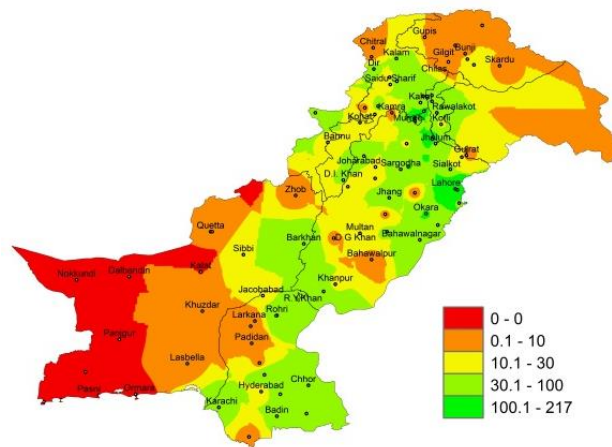 Chitral
Gupis
Kalam
Gilgit
Bunji
Dir
Chilas
Skardu
Saidu Sharif
Kakul
Kamra
Rawalakot
Kohat
Kotli
Bannu
Jhelum
Gujrat
Joharabad
Sargodha
Sialkot
D.I. Khan
Zhob
Jhang
Lahore
Okara
Quetta
Multan
Barkhan
D G Khan
Bahawalnagar
Sibbi
Bahawalpur
Nokkundi
Dalbandin
Kalat
Khanpur
Jacobabad
R.Y.Khan
Khuzdar
Larkana
Rohri
Panjgur
Padidan
Lasbella
Hyderabad
Chhor
Pasni
Ormara
Karachi
Badin
0 - 0
0.1 - 10
10.1 - 30
30.1 - 100
100.1 - 217